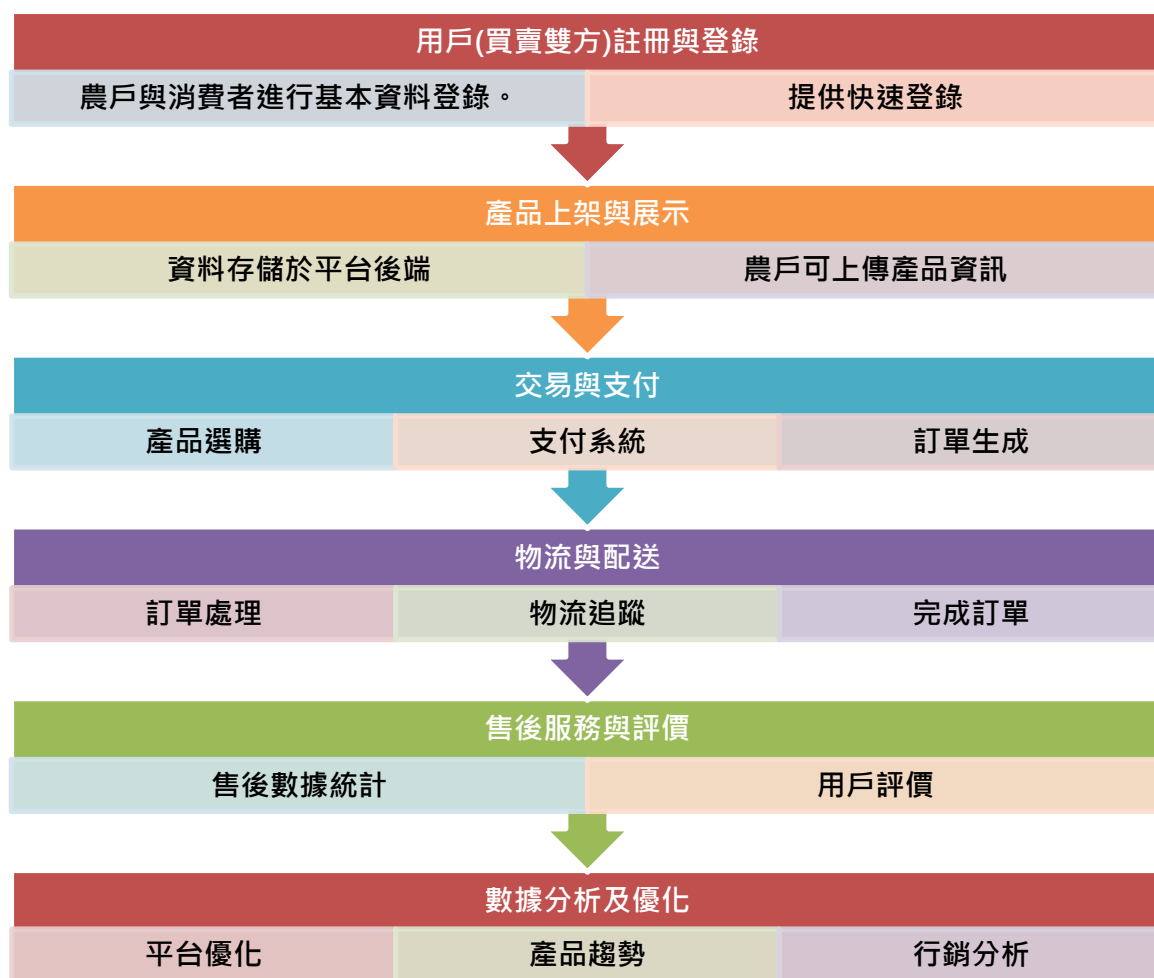 用戶(買賣雙方)註冊與登錄
農戶與消費者進行基本資料登錄。
提供快速登錄
產品上架與展示
資料存儲於平台後端
農戶可上傳產品資訊
交易與支付
產品選購
支付系統
訂單生成
物流與配送
訂單處理
物流追蹤
完成訂單
售後服務與評價
售後數據統計
用戶評價
數據分析及優化
平台優化
產品趨勢
行銷分析